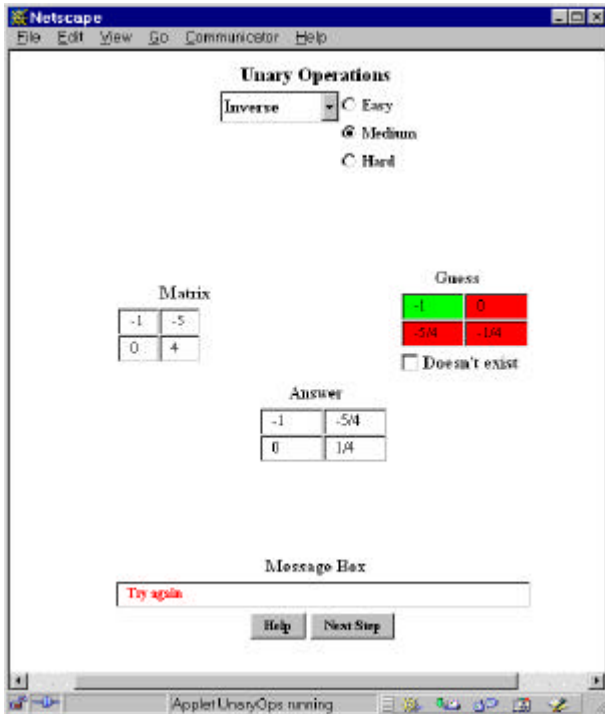 Netscape
File Edit View Go Communicator Help
Unary Operations
Inverse
Easy
Medium
Hard
Guess
-1 0
-5/4 -1/4
Doesn't exist
Matrix
-1 -5
0 4
Answer
-1 -5/4
0 1/4
Message Box
Try again
Help Next Step
Applet UnaryOps running